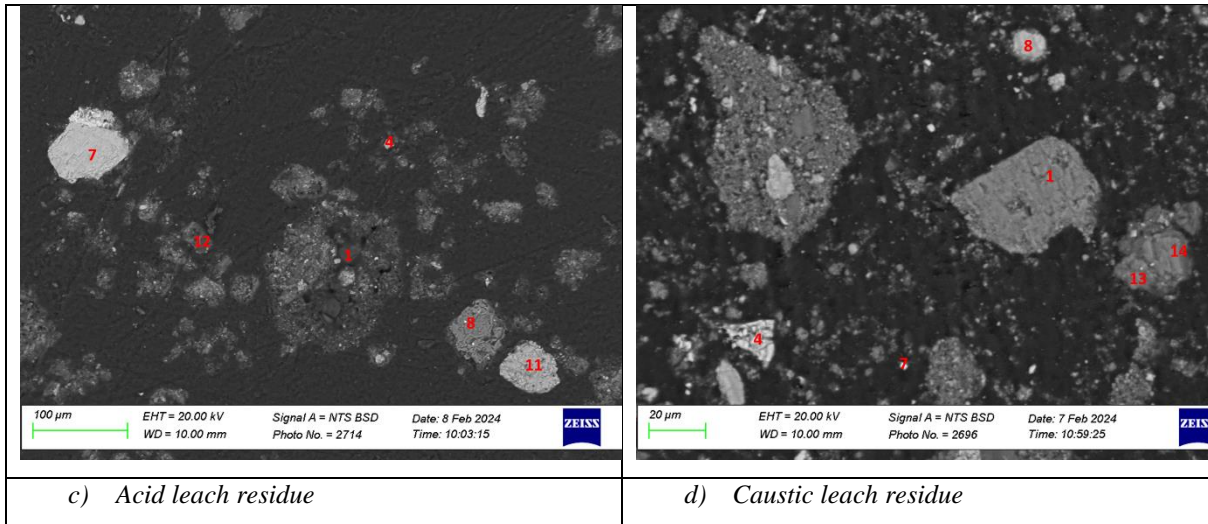 7
4
12
1
8
11
100 µm
EHT = 20.00 kV
Signal A = NTS BSD
Date: 8 Feb 2024
WD = 10.00 mm
Photo No. = 2714
Time: 10:03:15
ZEISS
c) Acid leach residue
8
1
14
13
4
7
20 µm
EHT = 20.00 kV
Signal A = NTS BSD
Date: 7 Feb 2024
WD = 10.00 mm
Photo No. = 2696
Time: 10:59:25
ZEISS
d) Caustic leach residue